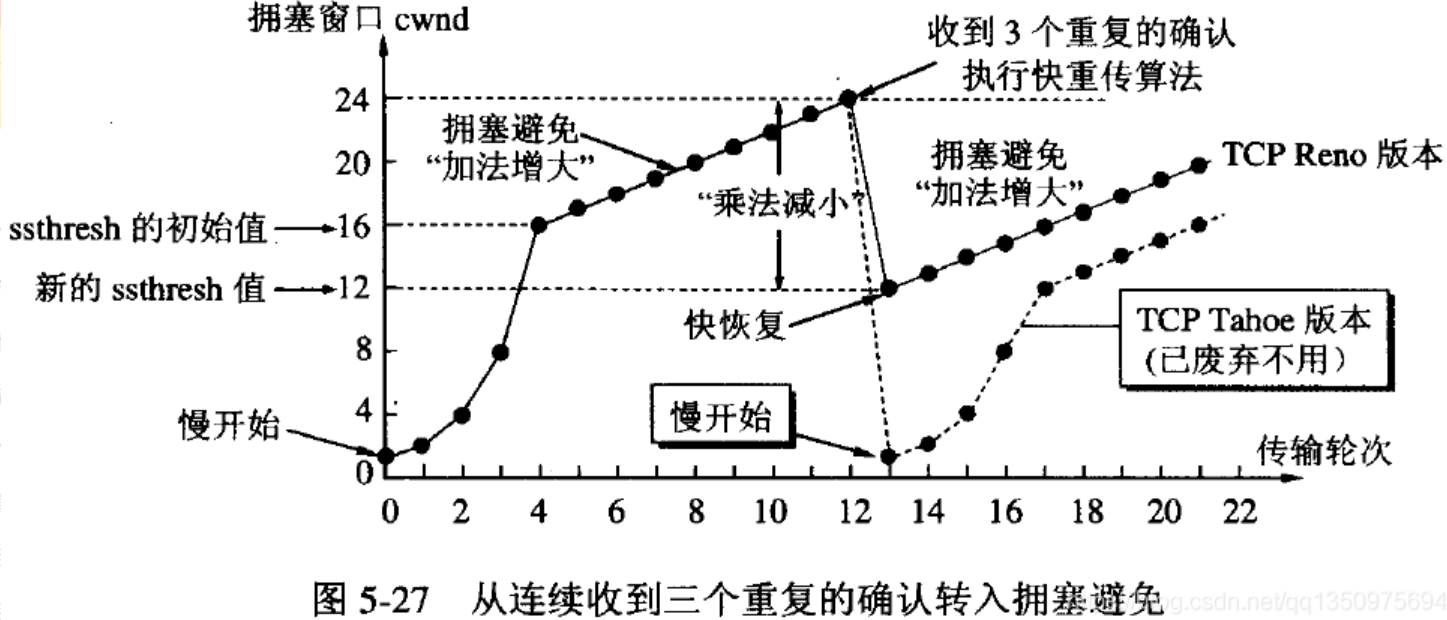 拥塞窗口 cwnd
收到 3 个重复的确认
执行快重传算法
24
拥塞避免
“加法增大”
20
拥塞避免
“加法增大”
TCP Reno 版本
“乘法减小”
ssthresh 的初始值
16
新的 ssthresh 值
12
快恢复
TCP Tahoe 版本
(已废弃不用）
8
4
慢开始
慢开始
传输轮次
0
0 2 4 6 8 10 12 14 16 18 20 22
图 5-27 从连续收到三个重复的确认转入拥塞避免
blog.csdn.net/qq1350975694